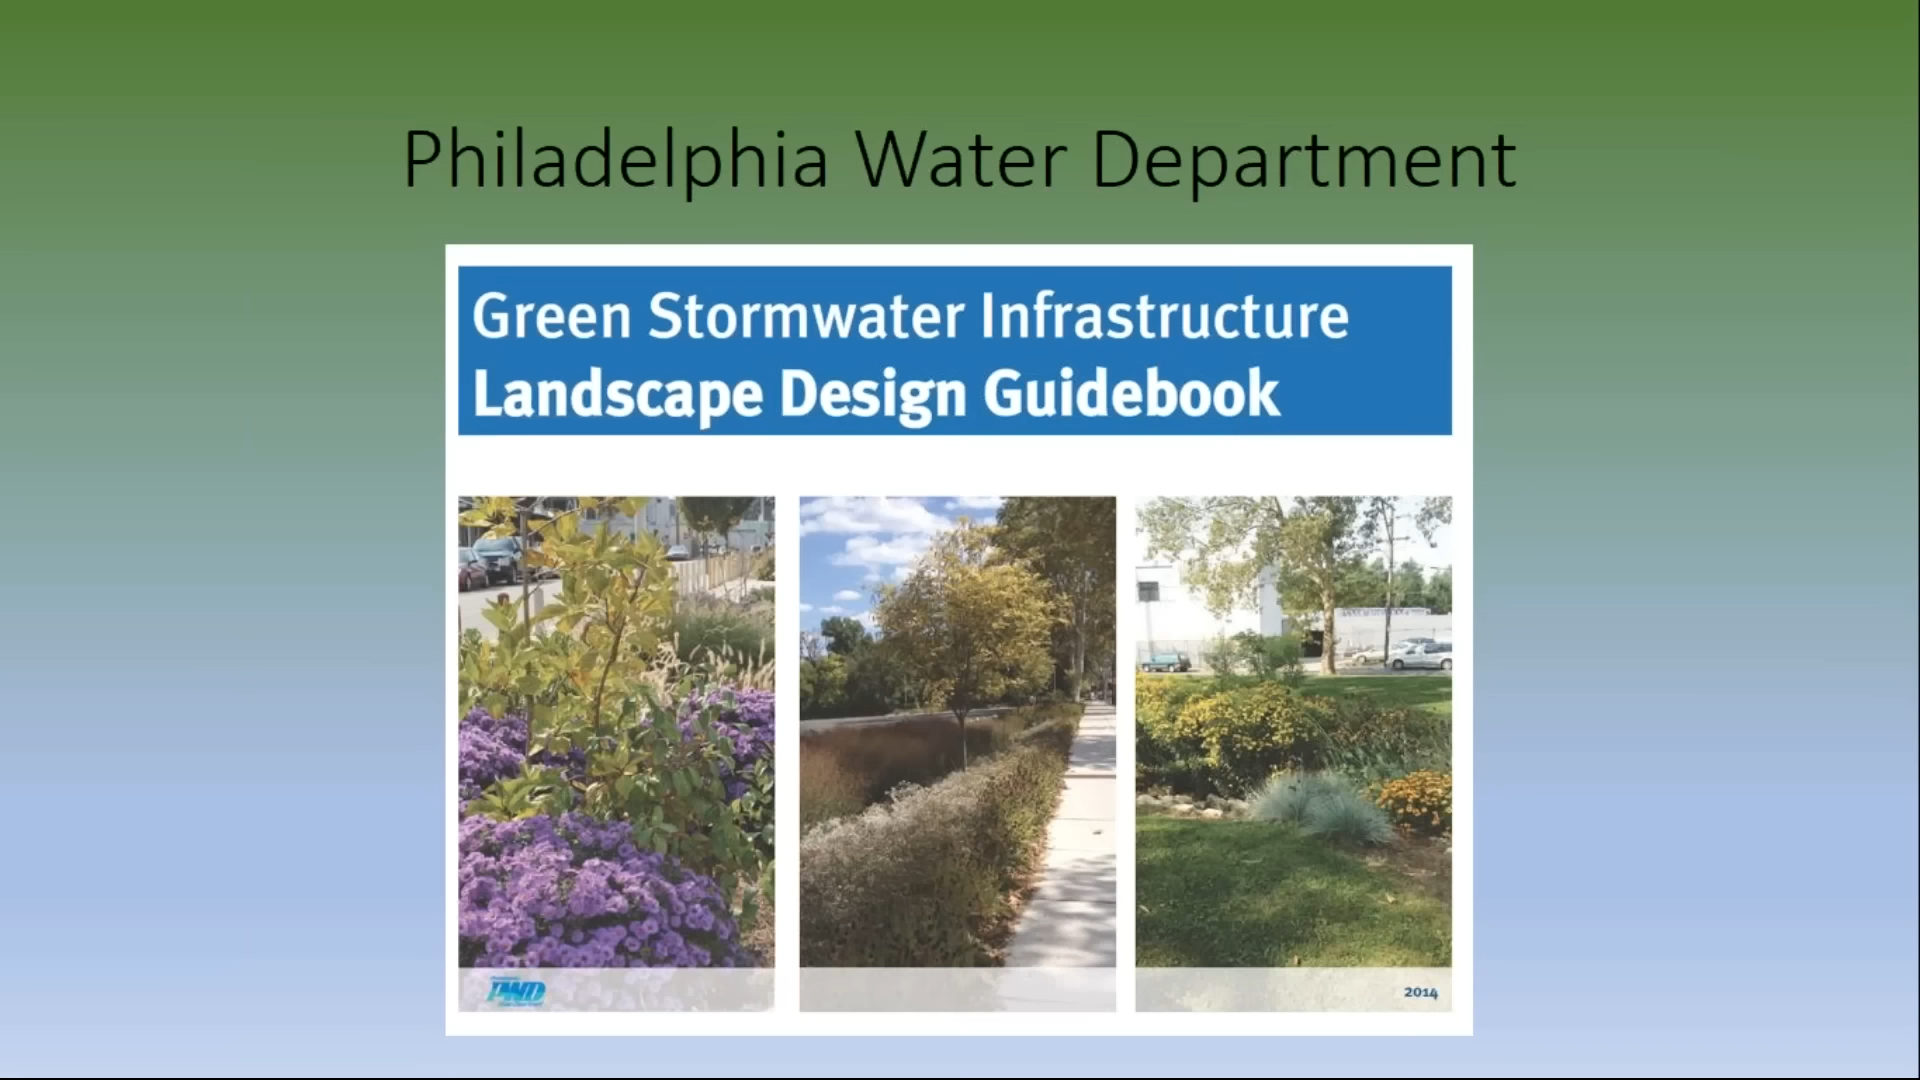 Philadelphia Water Department
Green Stormwater Infrastructure
Landscape Design Guidebook
PWD
2014